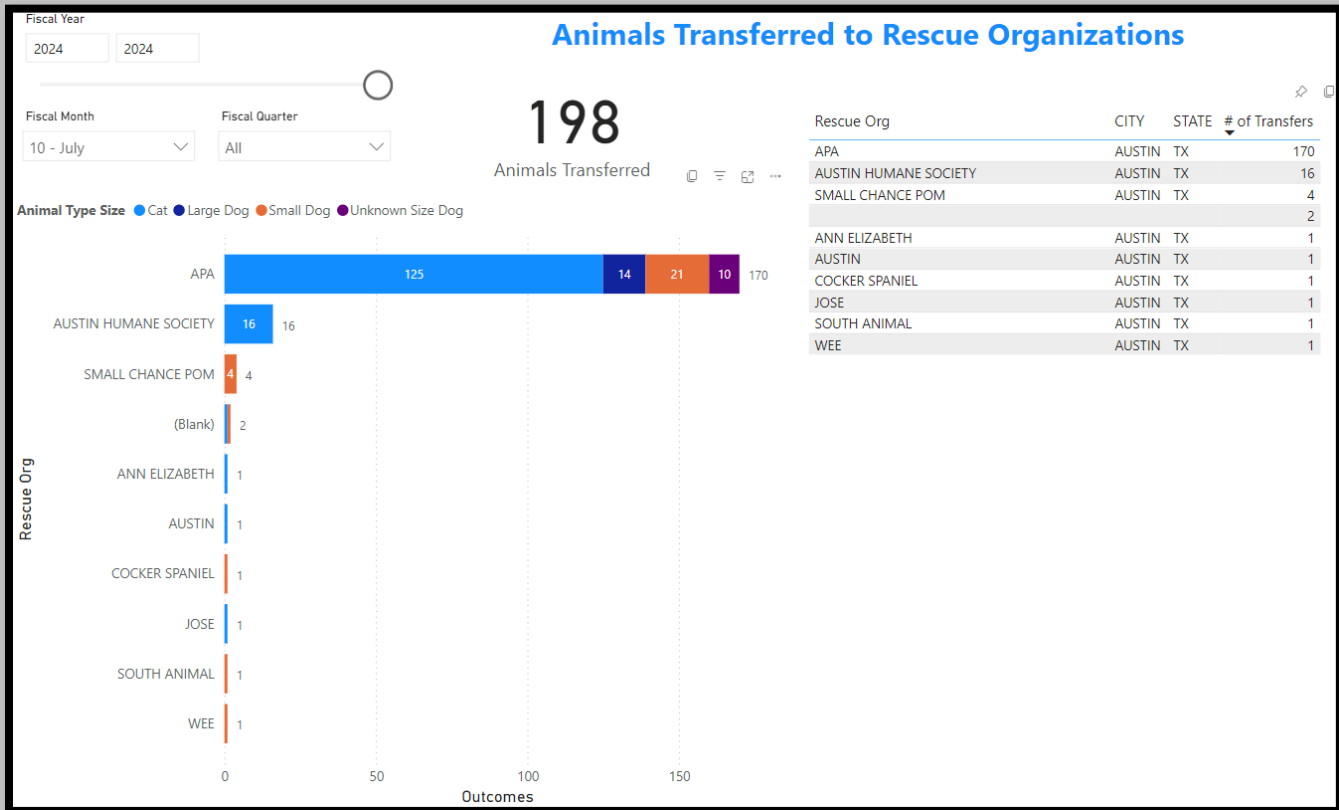 Fiscal Year
2024 2024
Animals Transferred to Rescue Organizations
Fiscal Month Fiscal Quarter
10 - July All
198
Animals Transferred
Animal Type Size Cat Large Dog Small Dog Unknown Size Dog
APA 125 14 21 10 170
AUSTIN HUMANE SOCIETY 16 16
SMALL CHANCE POM 4 4
(Blank) 2
ANN ELIZABETH 1
AUSTIN 1
COCKER SPANIEL 1
JOSE 1
SOUTH ANIMAL 1
WEE 1
Rescue Org
0 50 100 150
Outcomes
Rescue Org CITY STATE # of Transfers
APA AUSTIN TX 170
AUSTIN HUMANE SOCIETY AUSTIN TX 16
SMALL CHANCE POM AUSTIN TX 4
2
ANN ELIZABETH AUSTIN TX 1
AUSTIN AUSTIN TX 1
COCKER SPANIEL AUSTIN TX 1
JOSE AUSTIN TX 1
SOUTH ANIMAL AUSTIN TX 1
WEE AUSTIN TX 1